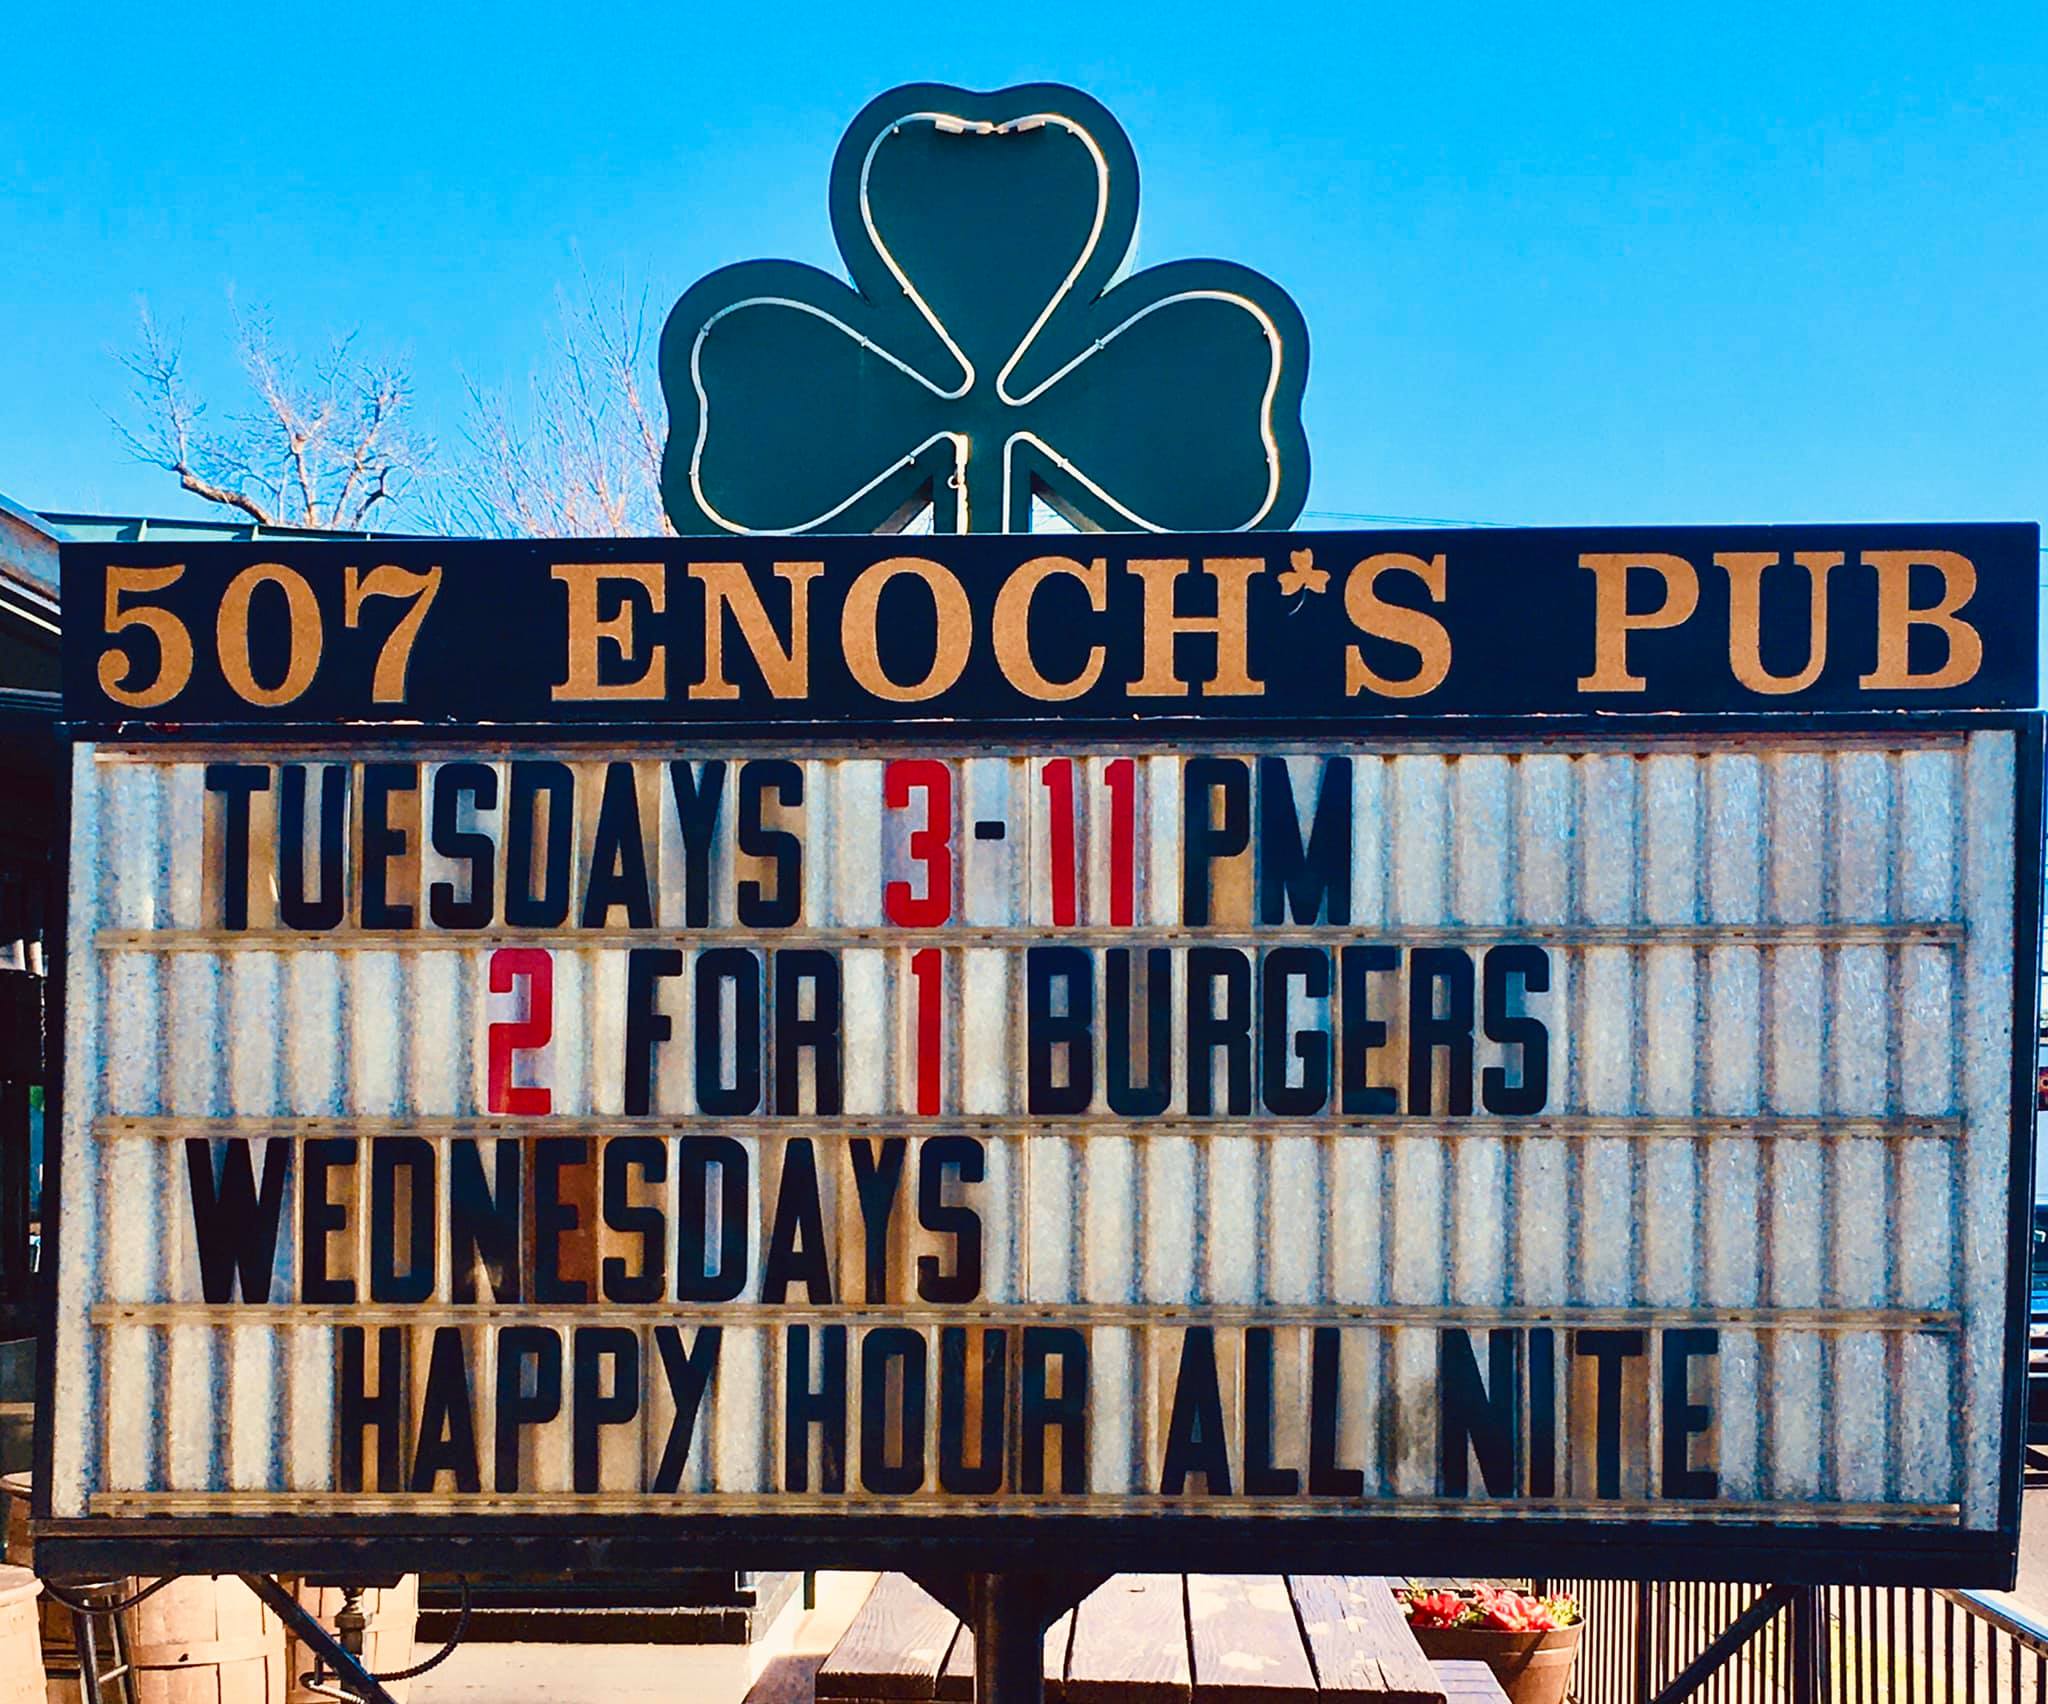 507 ENOCH'S PUB
TUESDAYS 3-11 PM
2 FOR 1 BURGERS
WEDNESDAYS
HAPPY HOUR ALL NITE